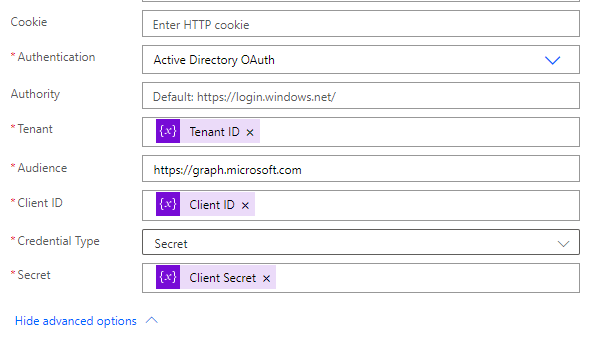 Cookie
Enter HTTP cookie
* Authentication
Active Directory OAuth
Authority
Default: https://login.windows.net/
* Tenant
{x} Tenant ID ×
* Audience
https://graph.microsoft.com
* Client ID
{x} Client ID ×
* Credential Type
Secret
* Secret
{x} Client Secret ×
Hide advanced options